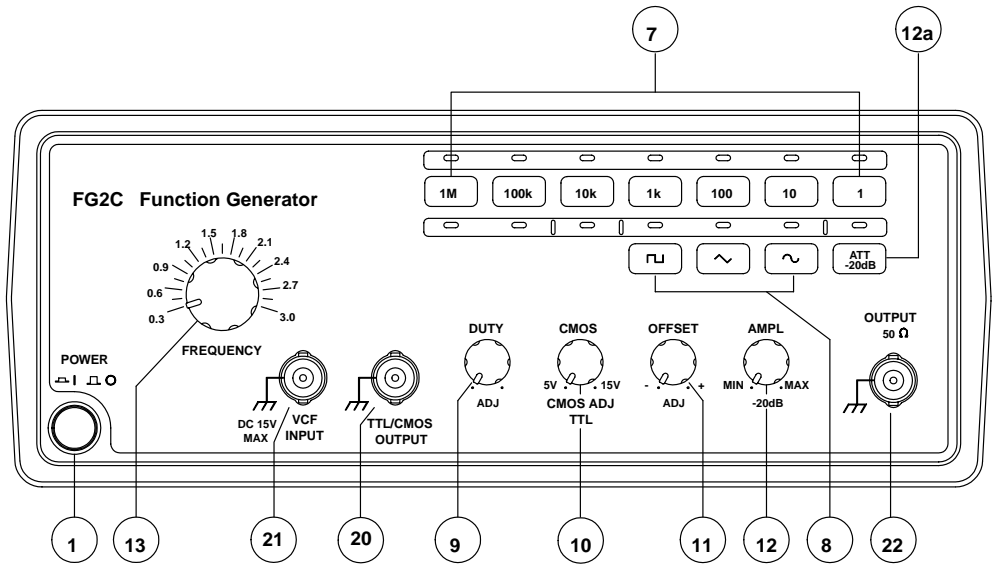 7
12a
1M 100k 10k 1k 100 10 1
FG2C Function Generator
ATT
-20dB
0.3 0.6 0.9 1.2 1.5 1.8 2.1 2.4 2.7 3.0
FREQUENCY
POWER
DUTY
ADJ
CMOS
5V 15V
CMOS ADJ
TTL
OFFSET
- +
ADJ
AMPL
MIN MAX
-20dB
OUTPUT
50 Ω
DC 15V
MAX
VCF
INPUT
TTL/CMOS
OUTPUT
1 13 21 20 9 10 11 12 8 22